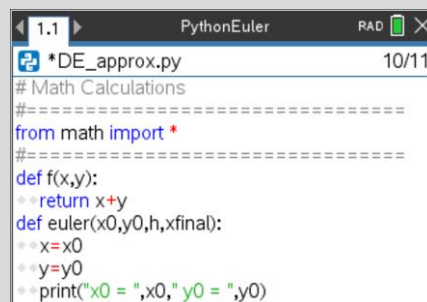 1.1 PythonEuler RAD
*DE_approx.py 10/11
# Math Calculations
#================================
from math import *
#================================
def f(x,y):
return x+y
def euler(x0,y0,h,xfinal):
x=x0
y=y0
print("x0 = ",x0," y0 = ",y0)